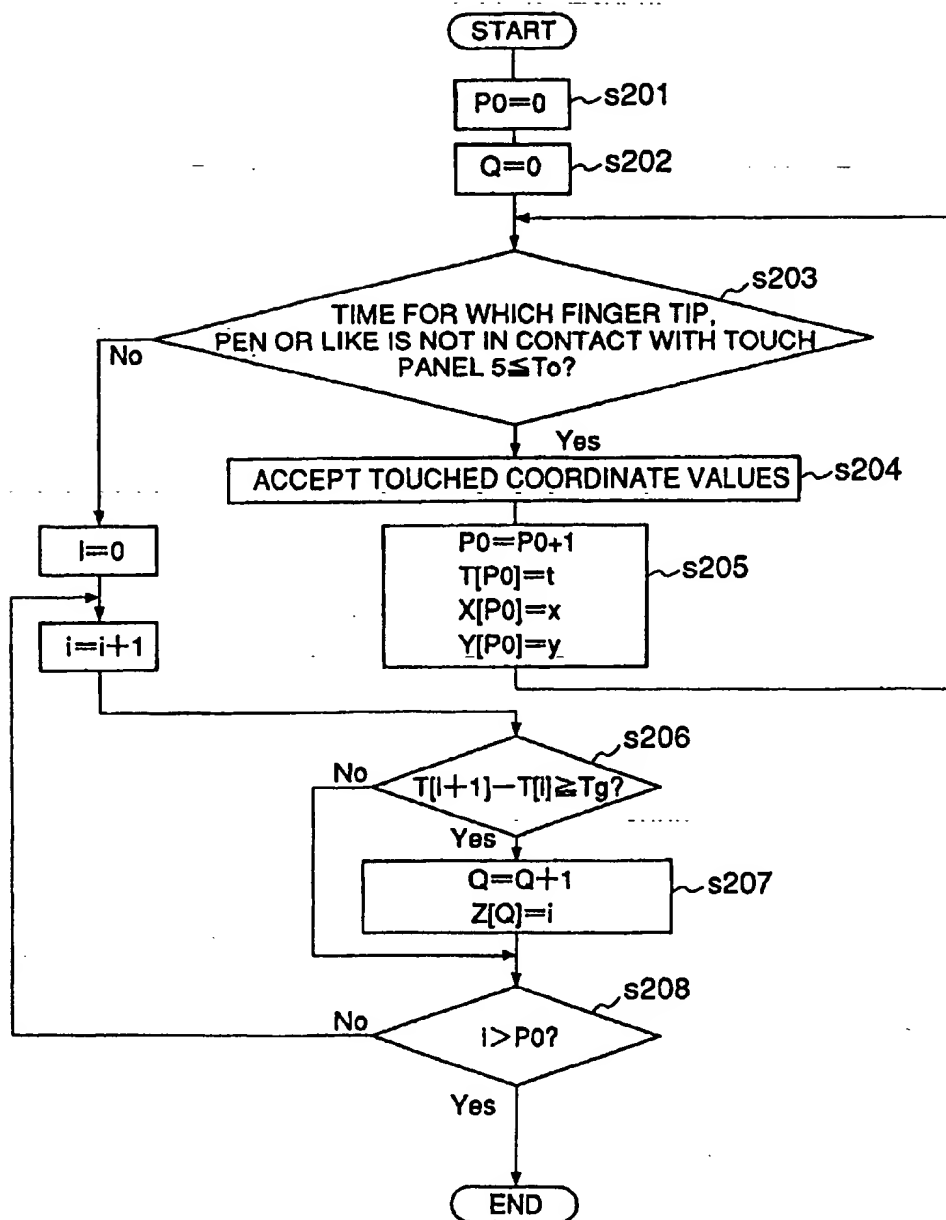 START
P0=0
s201
Q=0
s202
s203
TIME FOR WHICH FINGER TIP,
PEN OR LIKE IS NOT IN CONTACT WITH TOUCH
PANEL 5≦To?
No
Yes
ACCEPT TOUCHED COORDINATE VALUES
s204
I=0
P0=P0+1
T[P0]=t
X[P0]=x
Y[P0]=y
s205
i=i+1
s206
No
T[i+1]-T[i]≧Tg?
Yes
Q=Q+1
Z[Q]=i
s207
s208
No
i>P0?
Yes
END